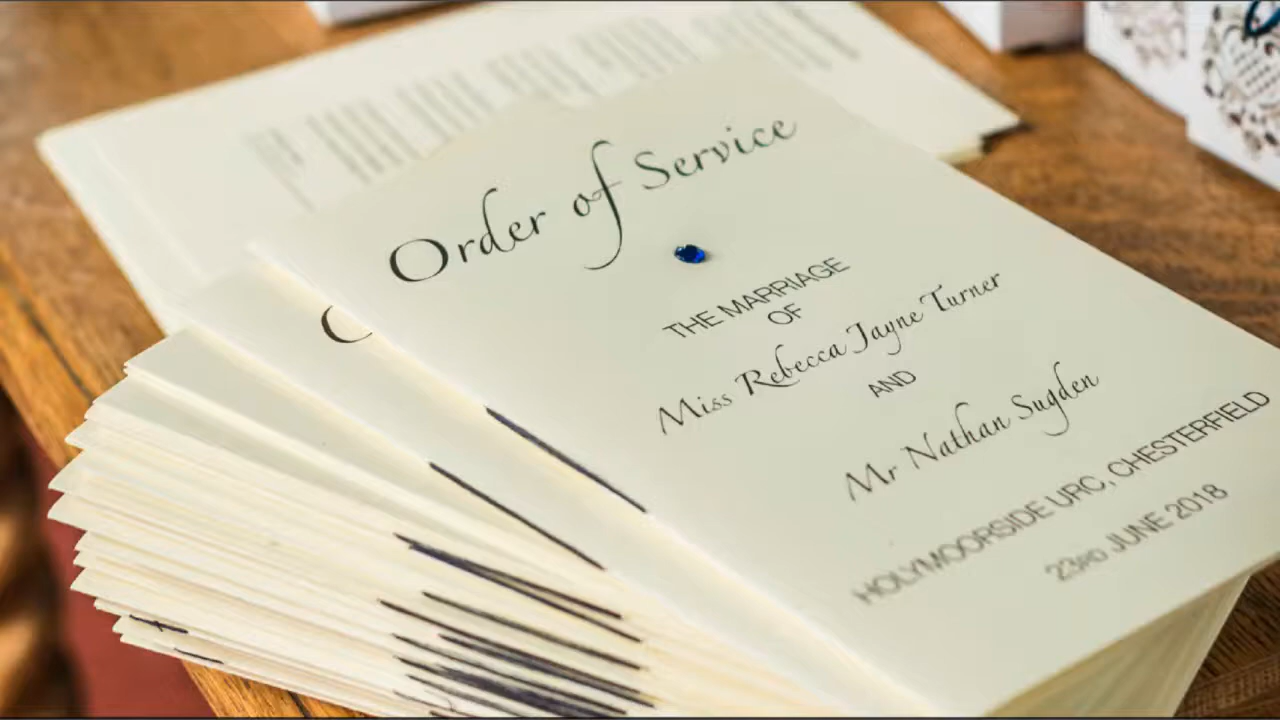 Order of Service
THE MARRIAGE
OF
Miss Rebecca Jayne Turner
AND
Mr Nathan Sugden
HOLYMOORSIDE URC, CHESTERFIELD
23RD JUNE 2018